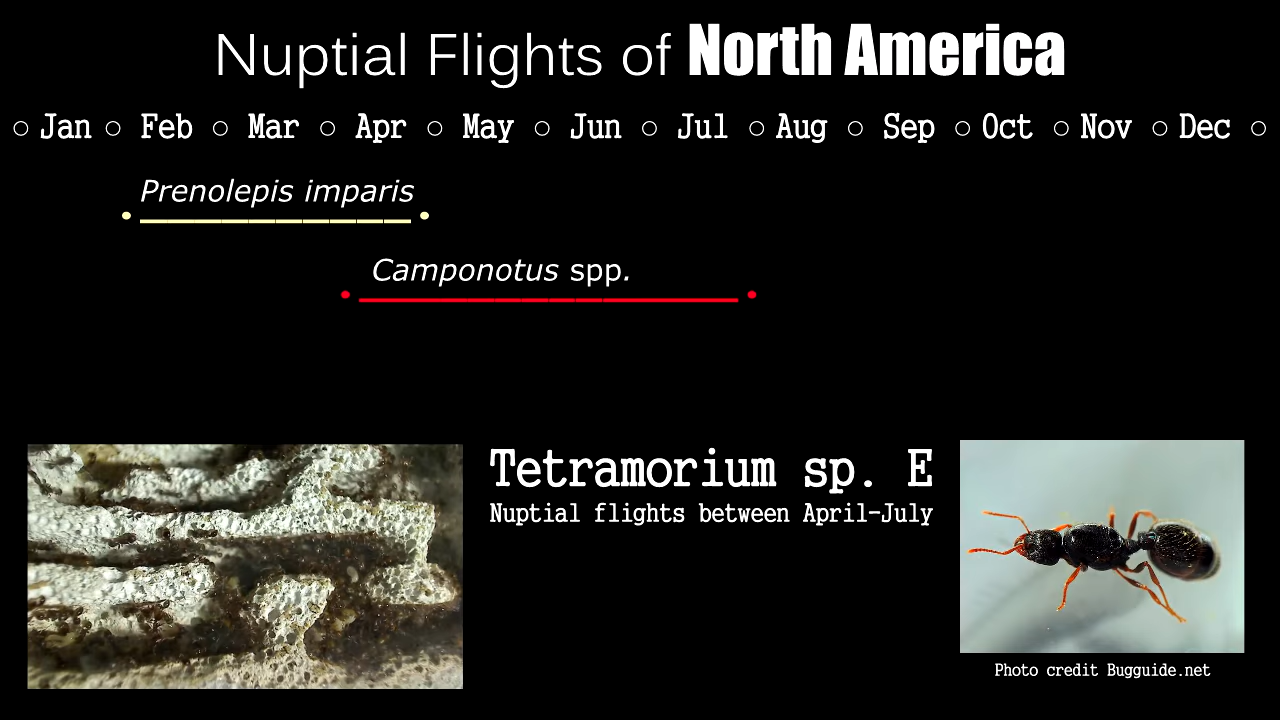 Nuptial Flights of North America
○ Jan ○ Feb ○ Mar ○ Apr ○ May ○ Jun ○ Jul ○ Aug ○ Sep ○ Oct ○ Nov ○ Dec ○
Prenolepis imparis
Camponotus spp.
Tetramorium sp. E
Nuptial flights between April-July
Photo credit Bugguide.net